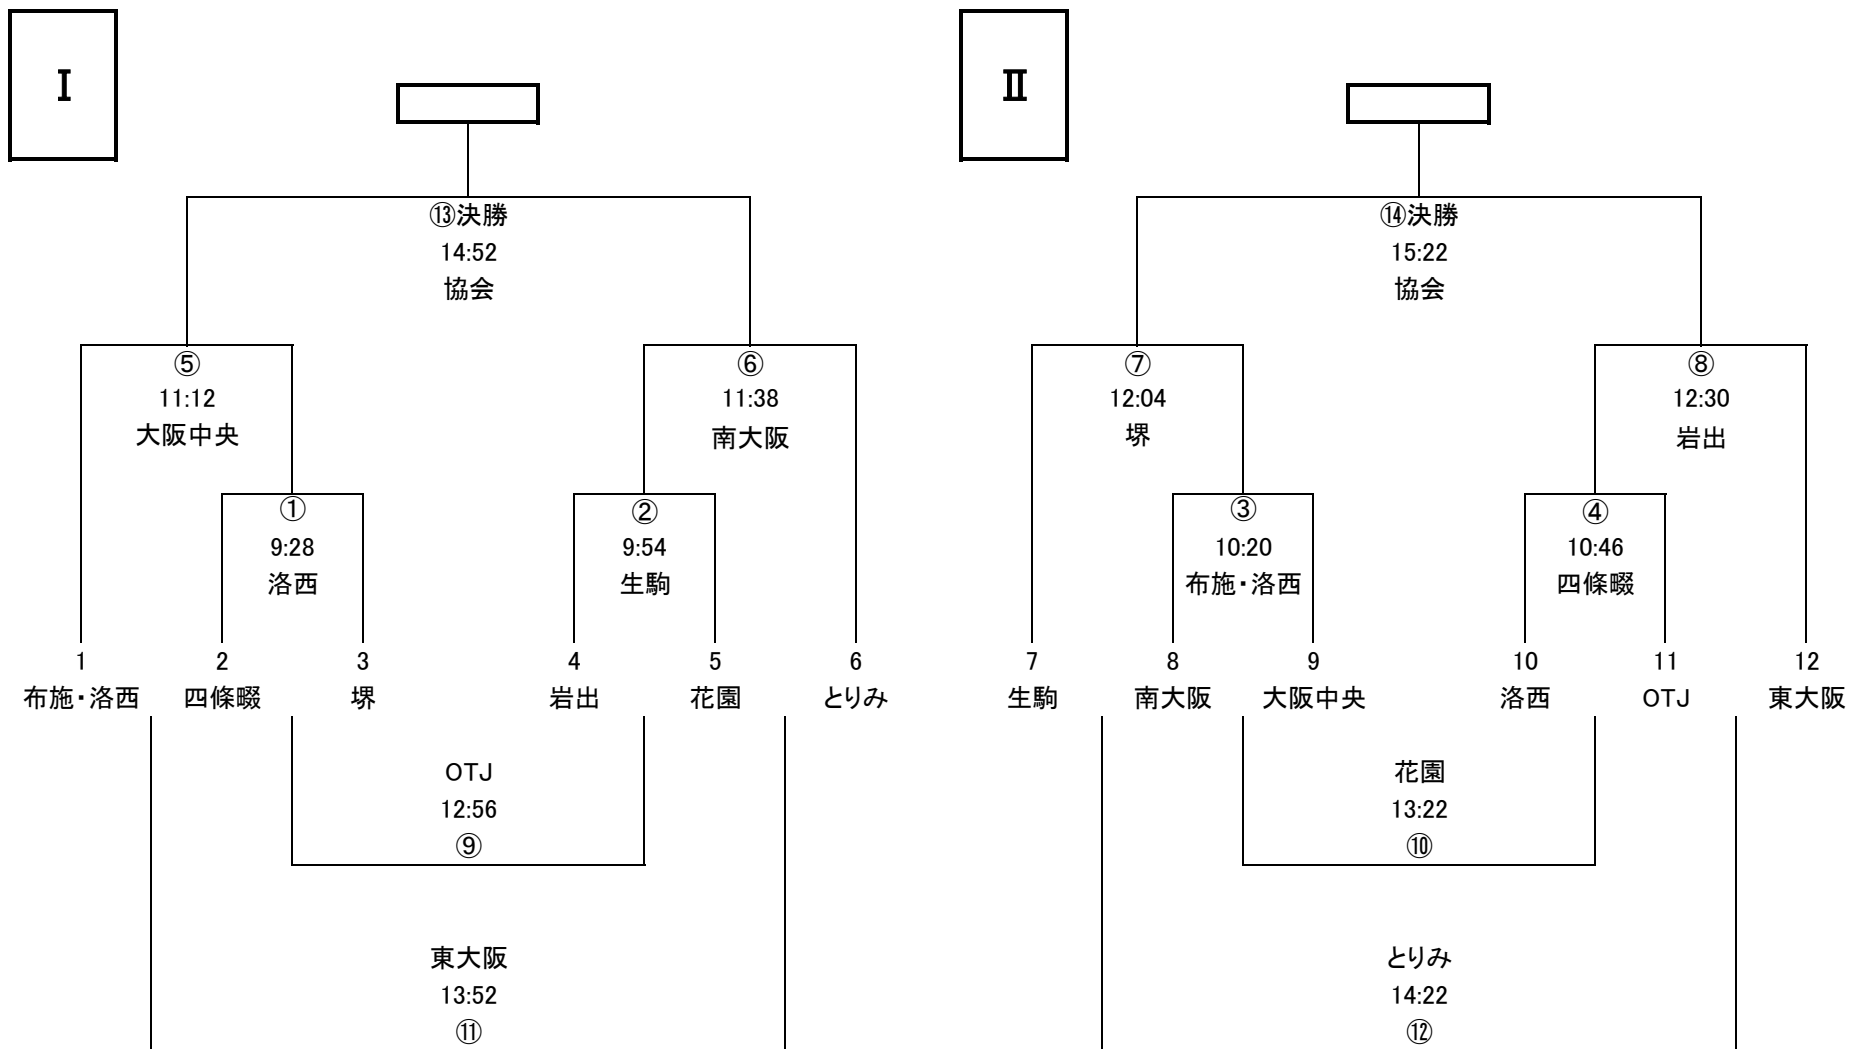 Ⅰ
⑬決勝
14:52
協会
⑤
11:12
大阪中央
⑥
11:38
南大阪
①
9:28
洛西
②
9:54
生駒
1
2
3
4
5
6
布施・洛西
四條畷
堺
岩出
花園
とりみ
OTJ
12:56
⑨
東大阪
13:52
⑪
Ⅱ
⑭決勝
15:22
協会
⑦
12:04
堺
⑧
12:30
岩出
③
10:20
布施・洛西
④
10:46
四條畷
7
8
9
10
11
12
生駒
南大阪
大阪中央
洛西
OTJ
東大阪
花園
13:22
⑩
とりみ
14:22
⑫